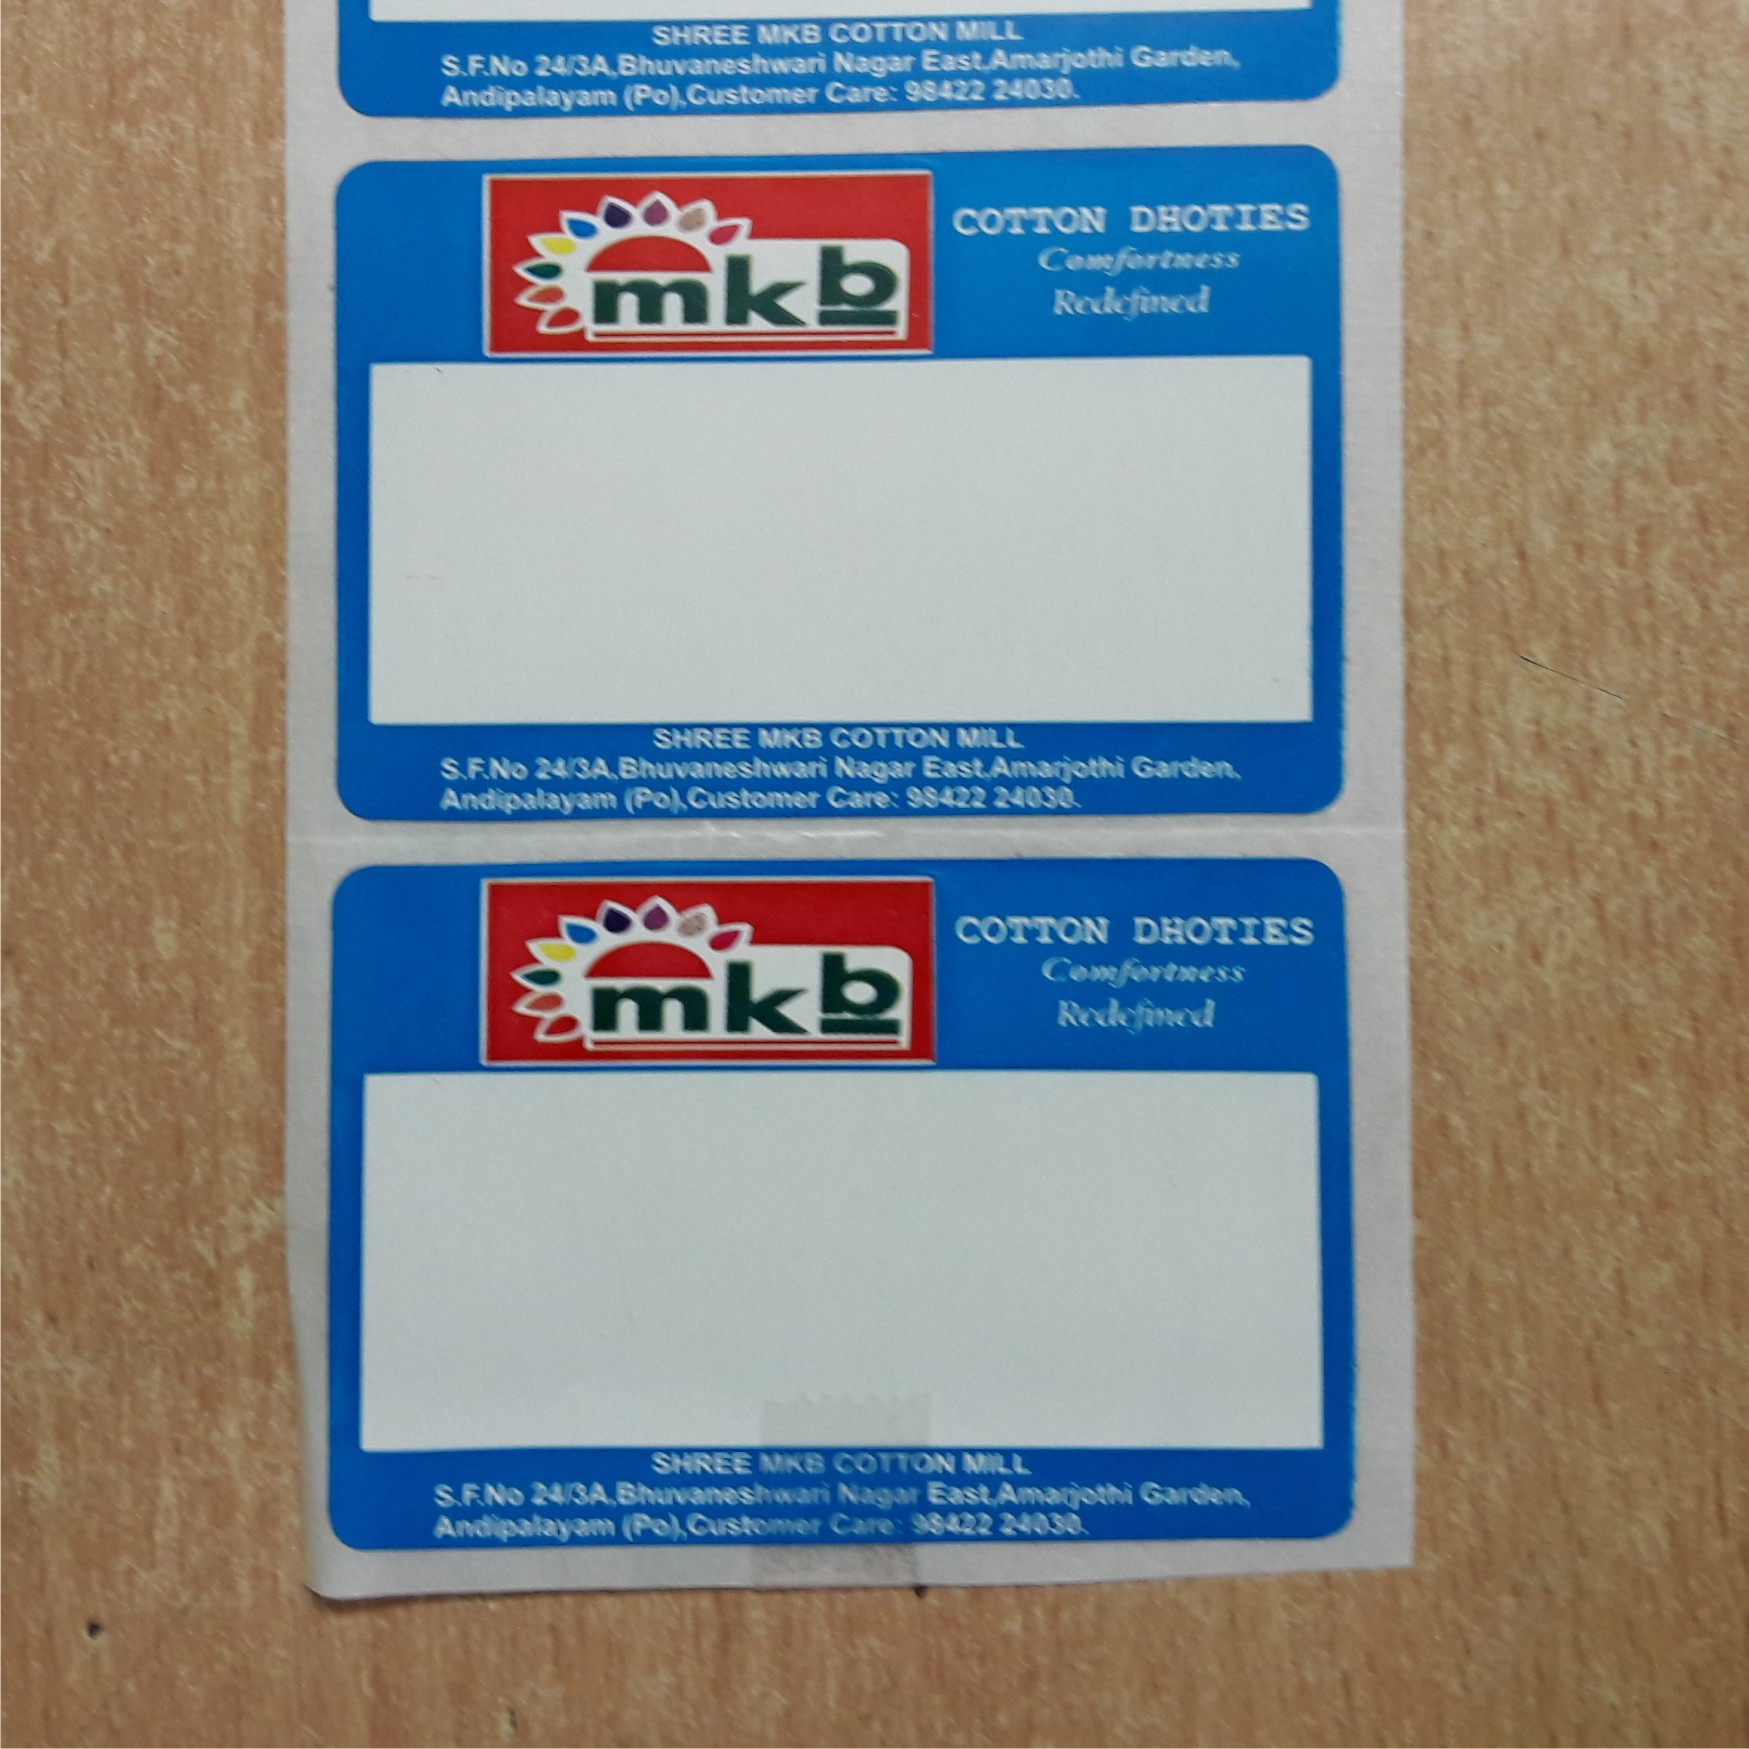 SHREE MKB COTTON MILL
S.F.No 24/3A,Bhuvaneshwari Nagar East,Amarjothi Garden,
Andipalayam (Po),Customer Care: 98422 24030.
mkb
COTTON DHOTIES
Comfortness
Redefined
SHREE MKB COTTON MILL
S.F.No 24/3A,Bhuvaneshwari Nagar East,Amarjothi Garden,
Andipalayam (Po),Customer Care: 98422 24030.
mkb
COTTON DHOTIES
Comfortness
Redefined
SHREE MKB COTTON MILL
S.F.No 24/3A,Bhuvaneshwari Nagar East,Amarjothi Garden,
Andipalayam (Po),Customer Care: 98422 24030.